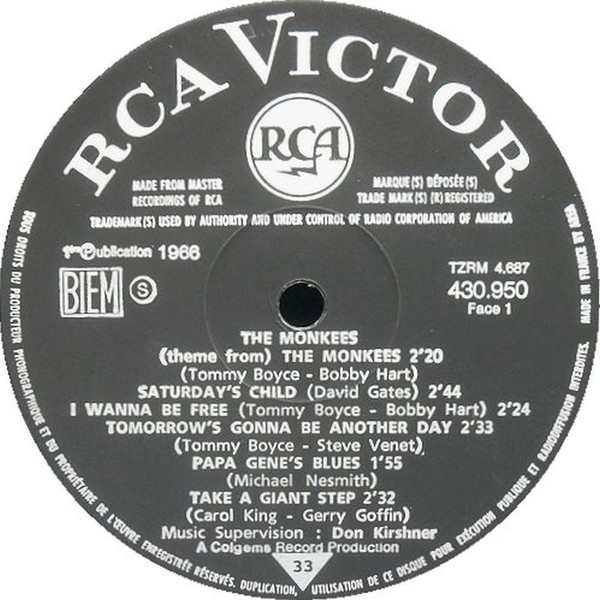 RCA VICTOR
RCA
MADE FROM MASTER
RECORDINGS OF RCA
MARQUE(S) DÉPOSÉE(S)
TRADE MARK(S) (R) REGISTERED
TRADEMARK(S) USED BY AUTHORITY AND UNDER CONTROL OF RADIO CORPORATION OF AMERICA
1ère Publication 1966
BIEM S
TZRM 4.687
430.950
Face 1
THE MONKEES
(theme from) THE MONKEES 2'20
(Tommy Boyce - Bobby Hart)
SATURDAY'S CHILD (David Gates) 2'44
I WANNA BE FREE (Tommy Boyce - Bobby Hart) 2'24
TOMORROW'S GONNA BE ANOTHER DAY 2'33
(Tommy Boyce - Steve Venet)
PAPA GENE'S BLUES 1'55
(Michael Nesmith)
TAKE A GIANT STEP 2'32
(Carol King - Gerry Goffin)
Music Supervision : Don Kirshner
A Colgems Record Production
33
TOUS DROITS DU PRODUCTEUR PHONOGRAPHIQUE ET DU PROPRIÉTAIRE DE L'ŒUVRE ENREGISTRÉE RÉSERVÉS. DUPLICATION, UTILISATION DE CE DISQUE POUR EXÉCUTION PUBLIQUE ET RADIODIFFUSION INTERDITES.
MADE IN FRANCE BY AREA